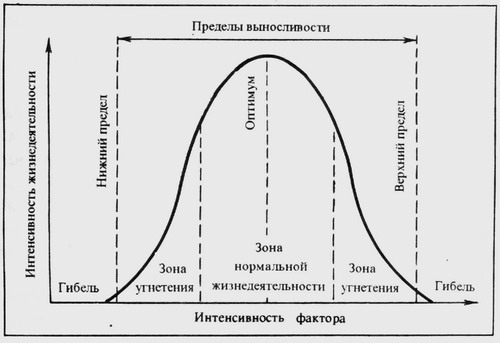 Пределы выносливости
Интенсивность жизнедеятельности
Нижний предел
Оптимум
Верхний предел
Гибель
Зона
угнетения
Зона
нормальной
жизнедеятельности
Зона
угнетения
Гибель
Интенсивность фактора